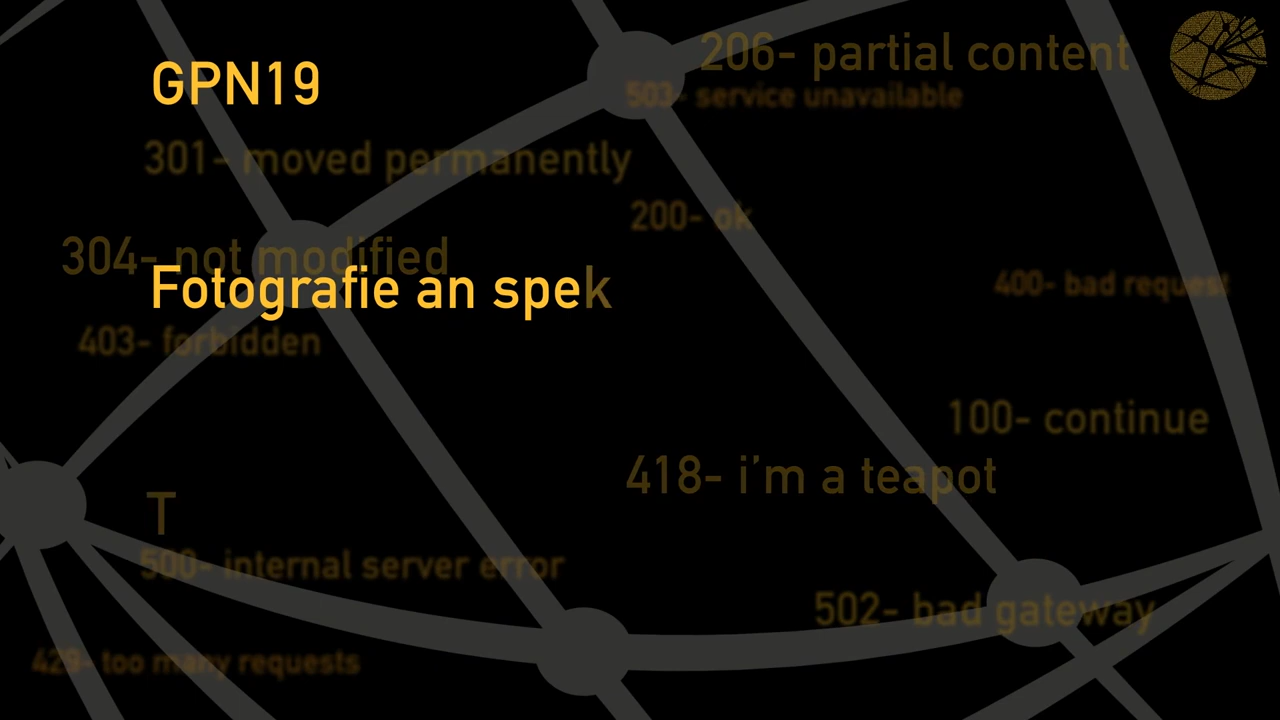 206- partial content
GPN19
503- service unavailable
301- moved permanently
200- ok
304- not modified
Fotografie an spek
400- bad request
403- forbidden
100- continue
418- i'm a teapot
T
500- internal server error
502- bad gateway
429- too many requests